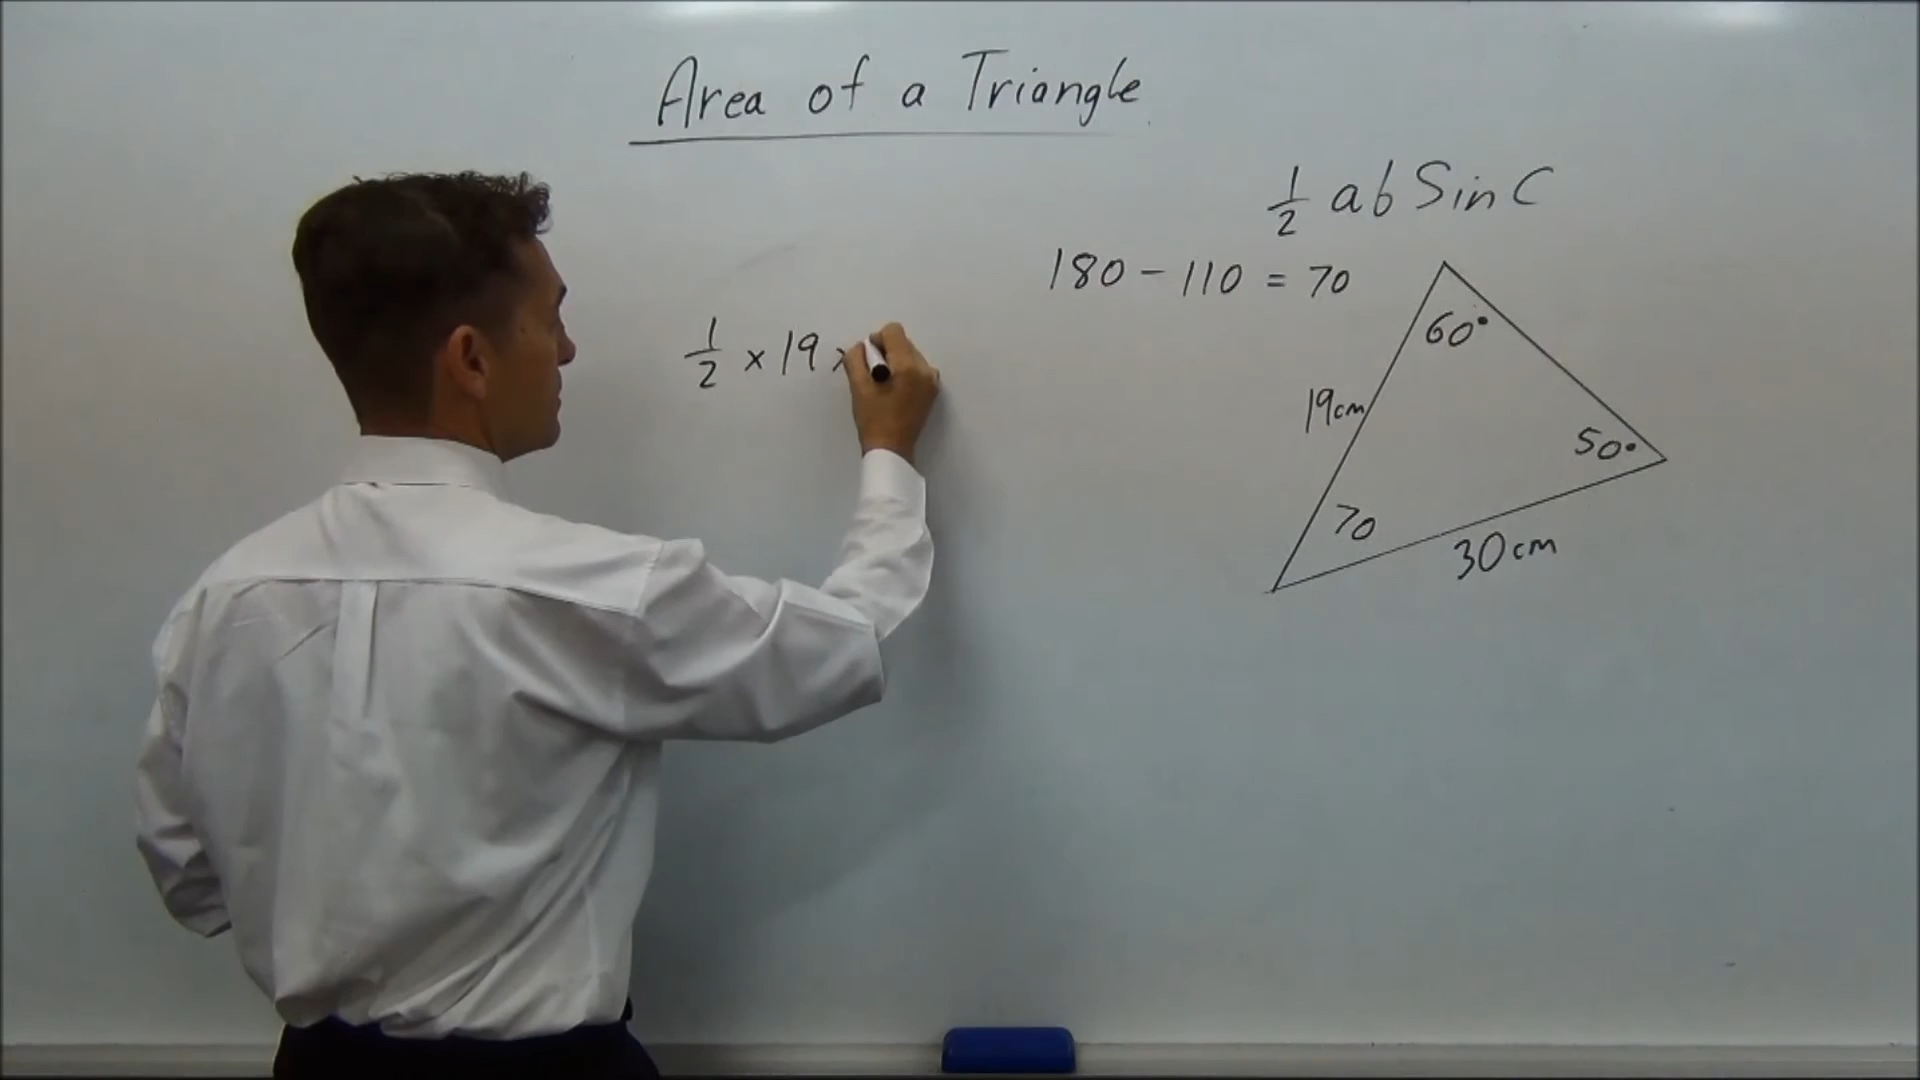 Area of a Triangle
½ ab Sin C
180 - 110 = 70
60°
½ × 19 ×
19cm
50°
70
30cm